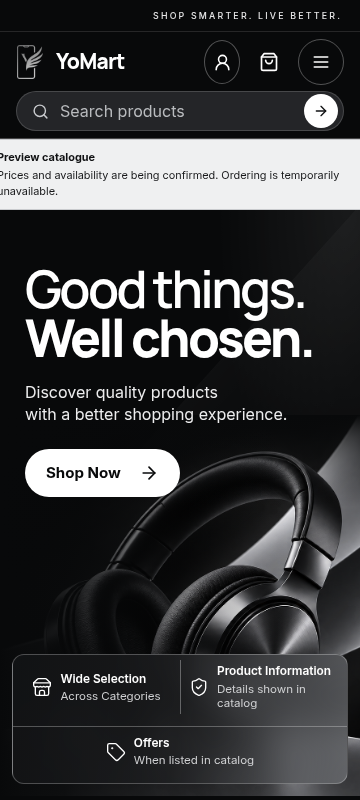 SHOP SMARTER. LIVE BETTER.
YoMart
Search products
Preview catalogue
Prices and availability are being confirmed. Ordering is temporarily
unavailable.
Good things.
Well chosen.
Discover quality products
with a better shopping experience.
Shop Now
Wide Selection
Across Categories
Product Information
Details shown in
catalog
Offers
When listed in catalog